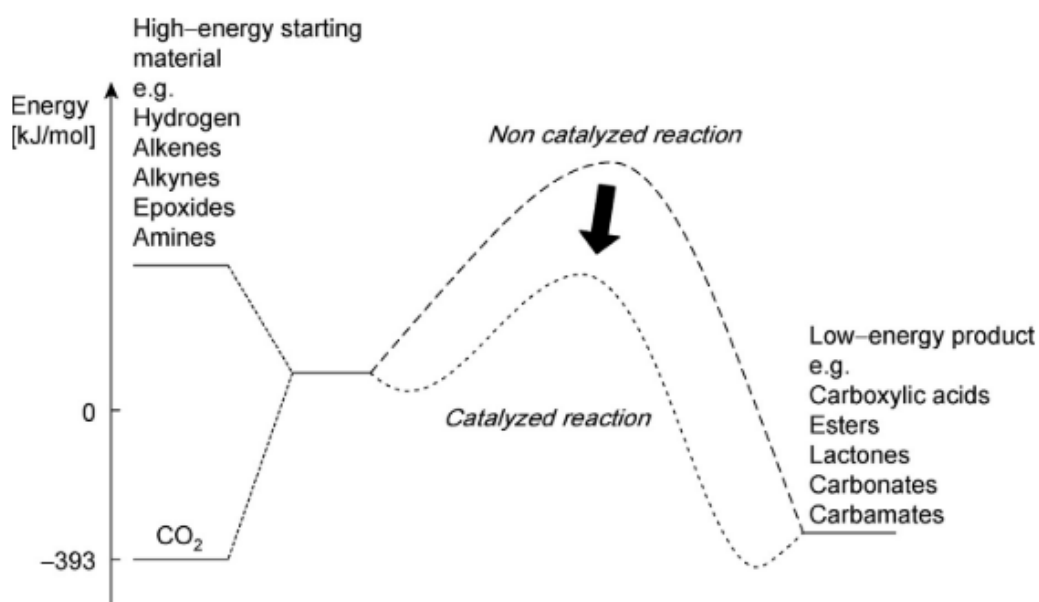 High–energy starting
material
e.g.
Hydrogen
Alkenes
Alkynes
Epoxides
Amines
Energy
[kJ/mol]
Non catalyzed reaction
Catalyzed reaction
0
CO₂
–393
Low–energy product
e.g.
Carboxylic acids
Esters
Lactones
Carbonates
Carbamates